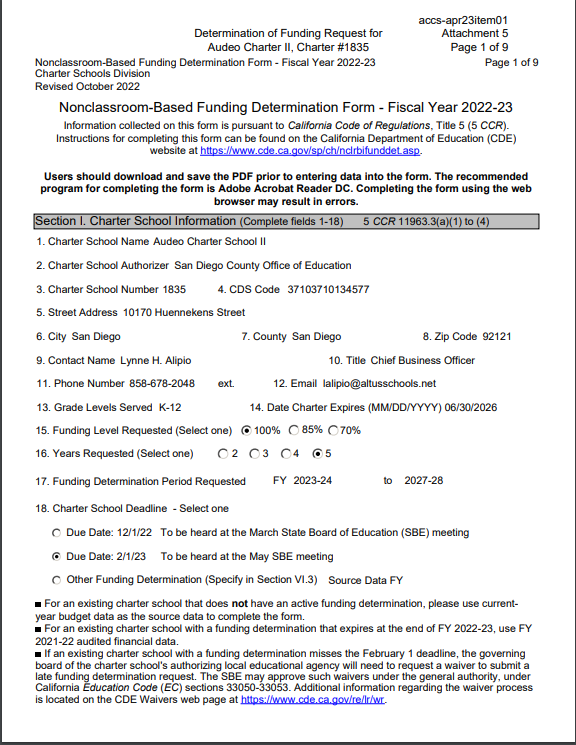 accs-apr23item01
Determination of Funding Request for Attachment 5
Audeo Charter II, Charter #1835 Page 1 of 9
Nonclassroom-Based Funding Determination Form - Fiscal Year 2022-23 Page 1 of 9
Charter Schools Division
Revised October 2022
Nonclassroom-Based Funding Determination Form - Fiscal Year 2022-23
Information collected on this form is pursuant to California Code of Regulations, Title 5 (5 CCR).
Instructions for completing this form can be found on the California Department of Education (CDE)
website at https://www.cde.ca.gov/sp/ch/nclrbifunddet.asp.
Users should download and save the PDF prior to entering data into the form. The recommended
program for completing the form is Adobe Acrobat Reader DC. Completing the form using the web
browser may result in errors.
Section I. Charter School Information (Complete fields 1-18) 5 CCR 11963.3(a)(1) to (4)
1. Charter School Name Audeo Charter School II
2. Charter School Authorizer San Diego County Office of Education
3. Charter School Number 1835 4. CDS Code 37103710134577
5. Street Address 10170 Huennekens Street
6. City San Diego 7. County San Diego 8. Zip Code 92121
9. Contact Name Lynne H. Alipio 10. Title Chief Business Officer
11. Phone Number 858-678-2048 ext. 12. Email lalipio@altusschools.net
13. Grade Levels Served K-12 14. Date Charter Expires (MM/DD/YYYY) 06/30/2026
15. Funding Level Requested (Select one) 100% 85% 70%
16. Years Requested (Select one) 2 3 4 5
17. Funding Determination Period Requested FY 2023-24 to 2027-28
18. Charter School Deadline - Select one
Due Date: 12/1/22 To be heard at the March State Board of Education (SBE) meeting
Due Date: 2/1/23 To be heard at the May SBE meeting
Other Funding Determination (Specify in Section VI.3) Source Data FY
■ For an existing charter school that does not have an active funding determination, please use current-
year budget data as the source data to complete the form.
■ For an existing charter school with a funding determination that expires at the end of FY 2022-23, use FY
2021-22 audited financial data.
■ If an existing charter school with a funding determination misses the February 1 deadline, the governing
board of the charter school's authorizing local educational agency will need to request a waiver to submit a
late funding determination request. The SBE may approve such waivers under the general authority, under
California Education Code (EC) sections 33050-33053. Additional information regarding the waiver process
is located on the CDE Waivers web page at https://www.cde.ca.gov/re/lr/wr.